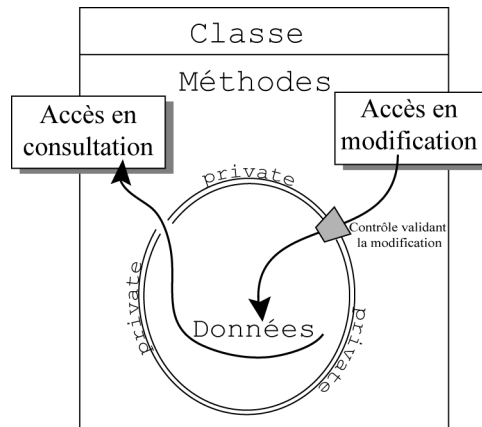 Classe
Méthodes
Accès en
consultation
Accès en
modification
private
Contrôle validant
la modification
private
Données
private